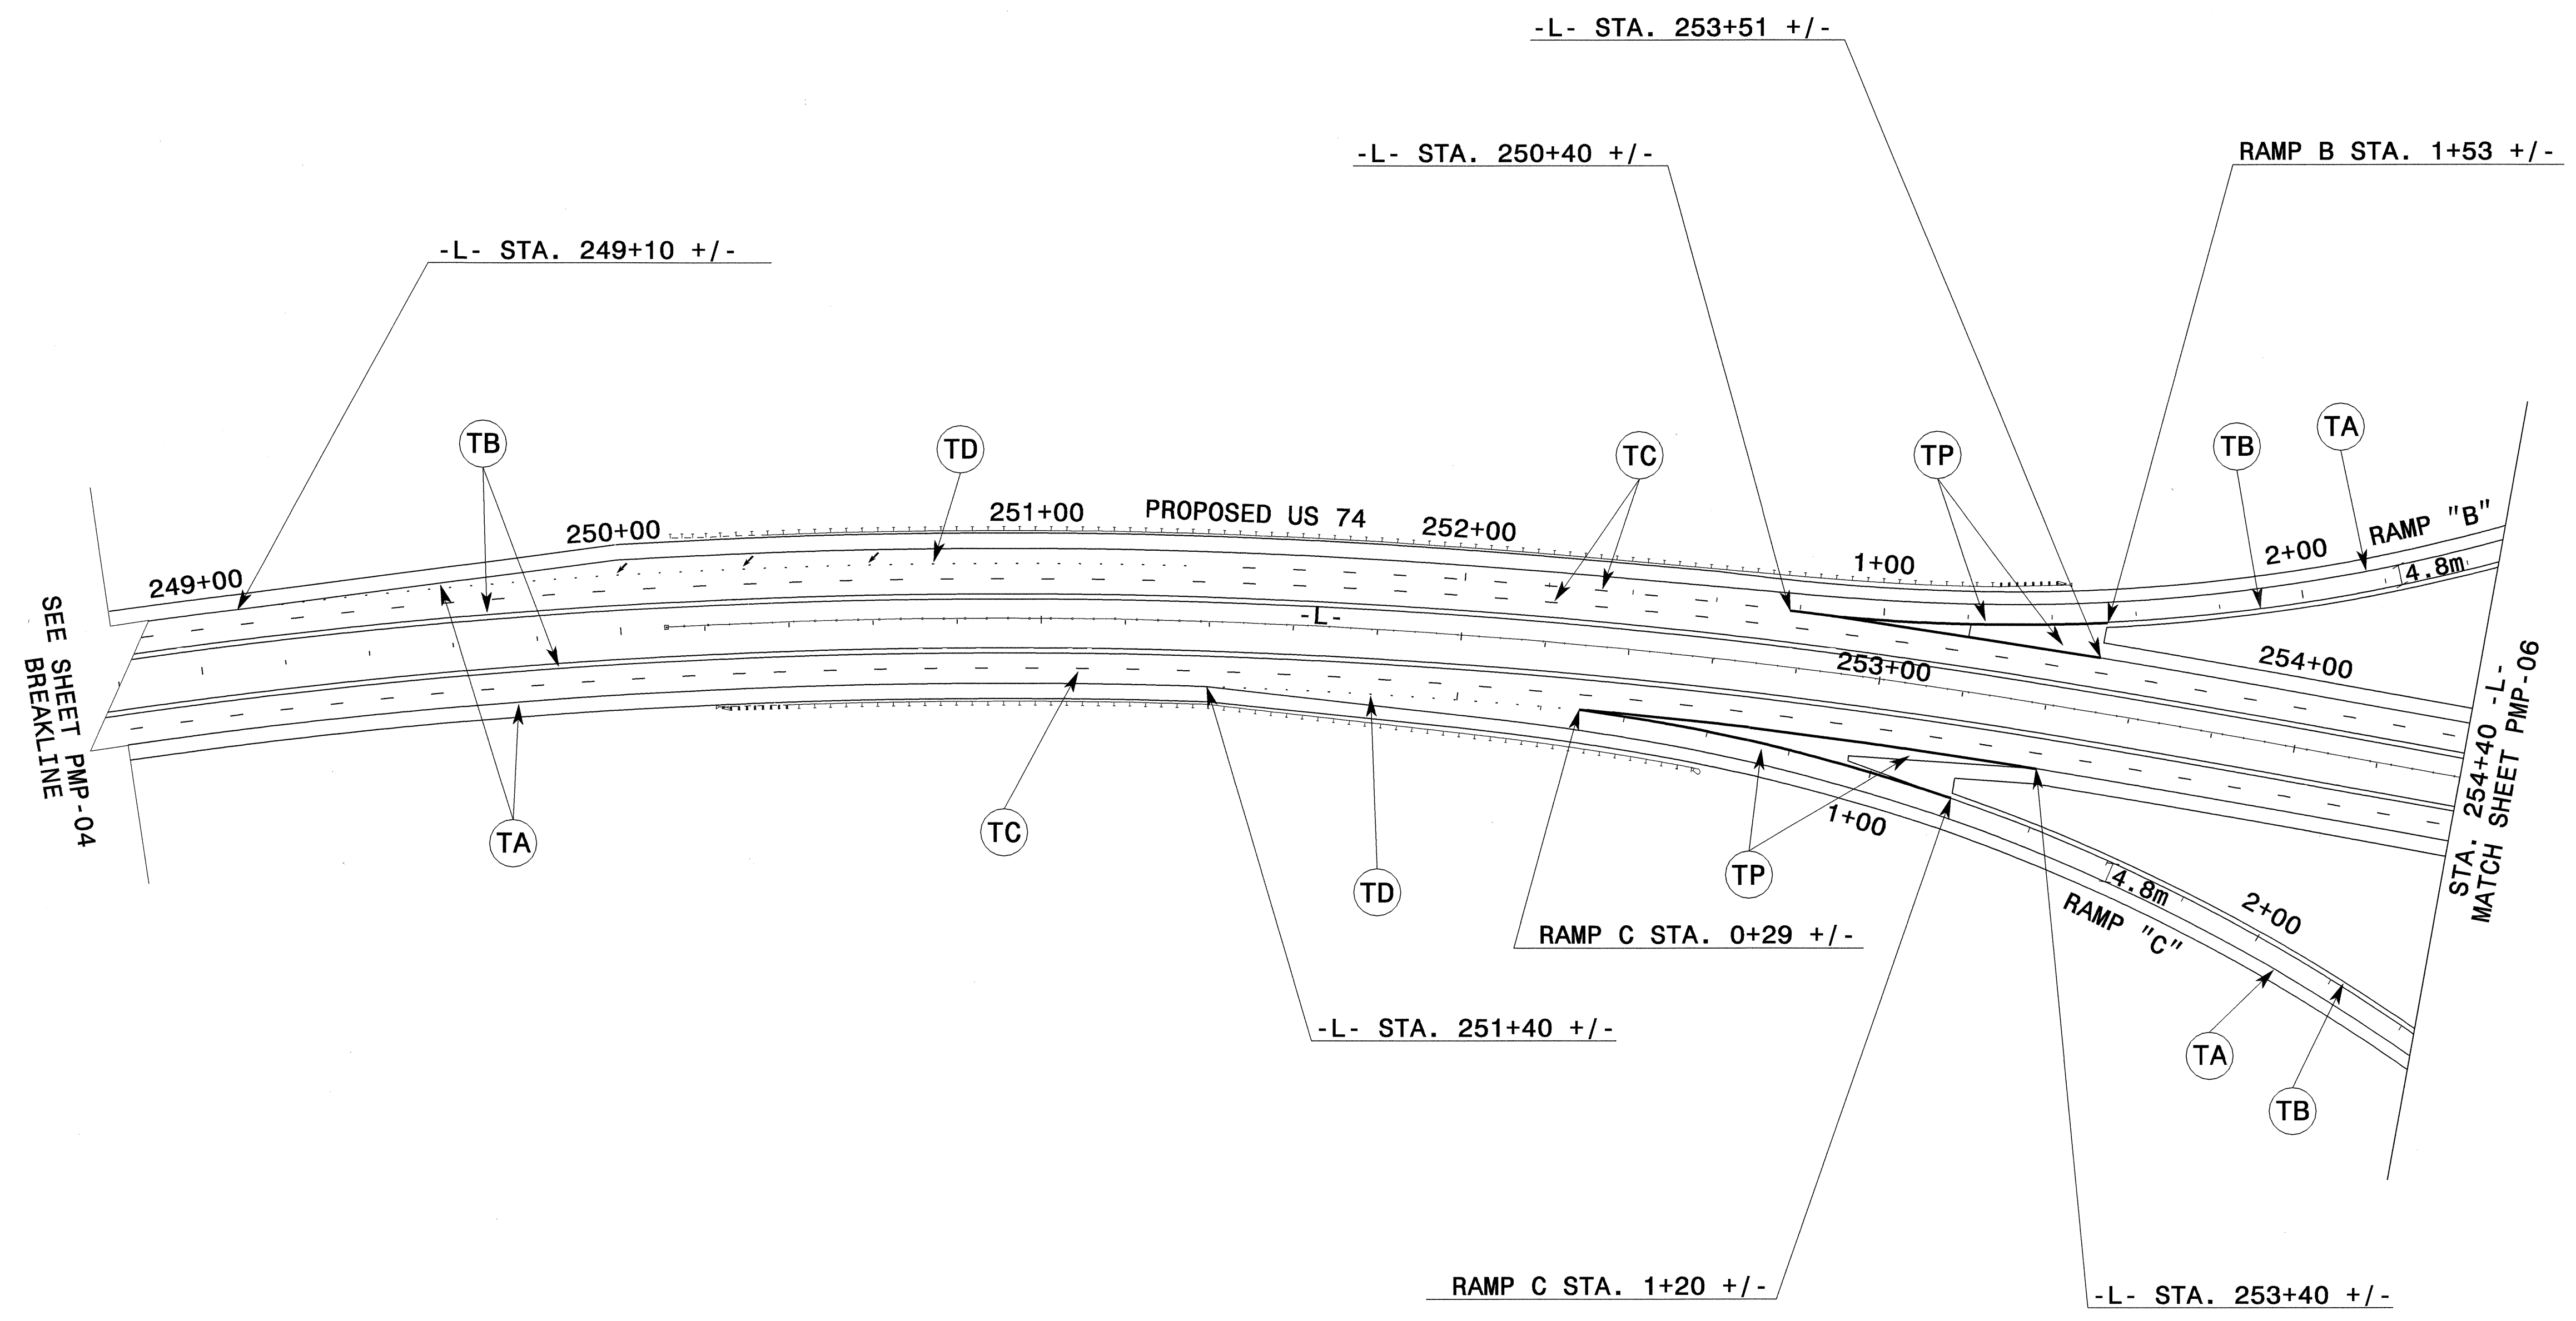 -L- STA. 253+51 +/-
-L- STA. 250+40 +/-
RAMP B STA. 1+53 +/-
-L- STA. 249+10 +/-
TB
TD
TC
TP
TB
TA
249+00
250+00
251+00
PROPOSED US 74
252+00
1+00
2+00
RAMP "B"
4.8m
-L-
253+00
254+00
SEE SHEET PMP-04
BREAKLINE
STA. 254+40 -L-
MATCH SHEET PMP-06
TA
TC
TD
TP
1+00
4.8m
2+00
RAMP "C"
RAMP C STA. 0+29 +/-
-L- STA. 251+40 +/-
TA
TB
RAMP C STA. 1+20 +/-
-L- STA. 253+40 +/-